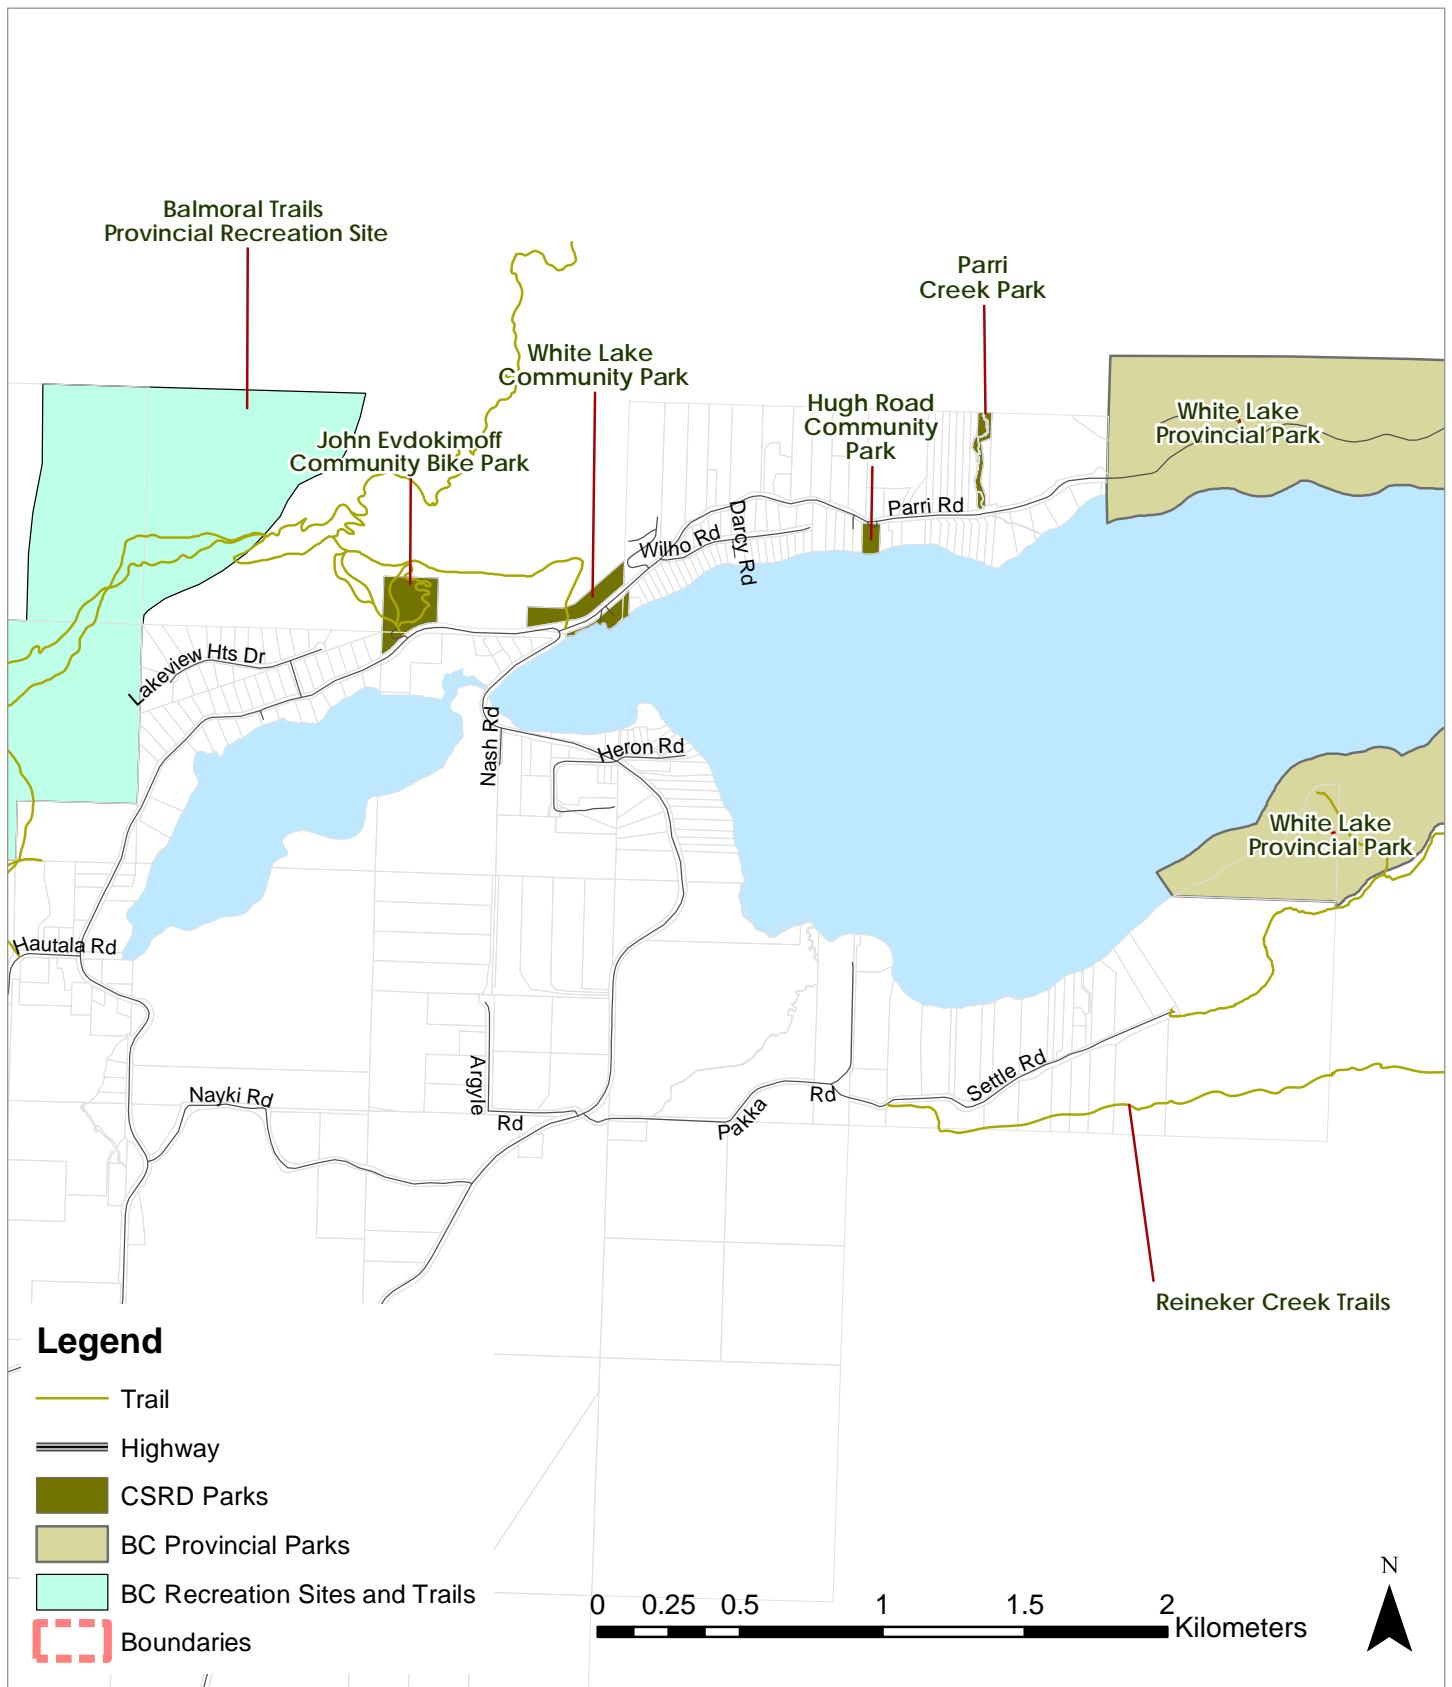 Balmoral Trails
Provincial Recreation Site
Parri
Creek Park
White Lake
Community Park
Hugh Road
Community
Park
White Lake
Provincial Park
John Evdokimoff
Community Bike Park
Parri Rd
Darcy Rd
Wilho Rd
Lakeview Hts Dr
Nash Rd
Heron Rd
White Lake
Provincial Park
Hautala Rd
Argyle
Rd
Nayki Rd
Pakka
Rd
Settle Rd
Reineker Creek Trails
Legend
Trail
Highway
CSRD Parks
BC Provincial Parks
BC Recreation Sites and Trails
Boundaries
0 0.25 0.5 1 1.5 2
Kilometers
N